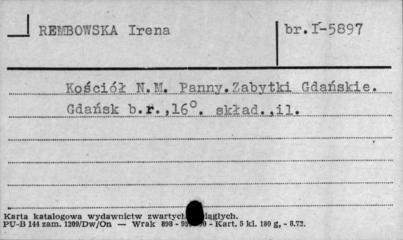 REMBOWSKA Irena
br. I-5897
Kościół N.M. Panny. Zabytki Gdańskie.
Gdańsk b.r.,16°. skład.,il.
Karta katalogowa wydawnictw zwartych
PU-B 144 zam. 1209/Dw/On — Wrak 898 - Kart. 5 kl. 180 g, - 8.72.